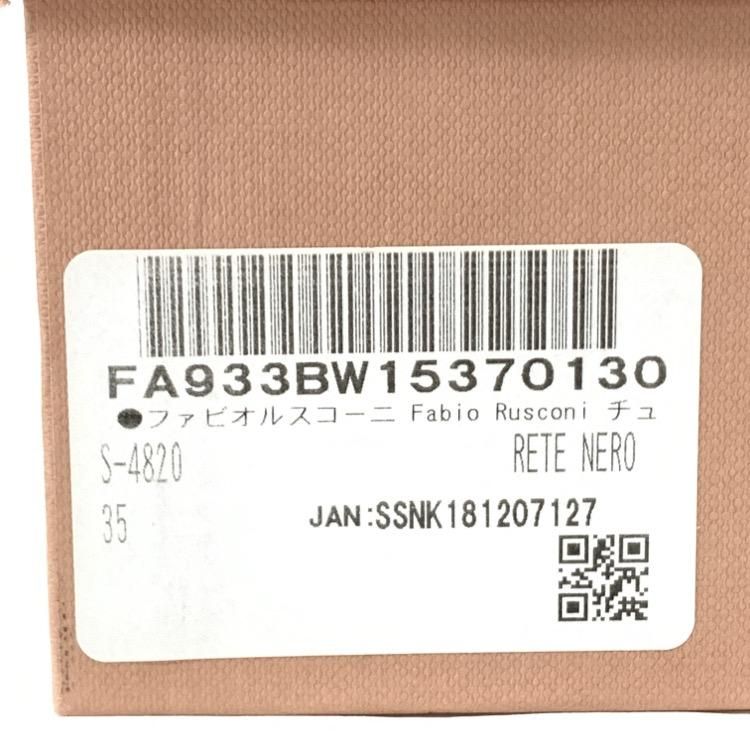 FA933BW15370130
●ファビオルスコーニ Fabio Rusconi チュ
S-4820 RETE NERO
35 JAN:SSNK181207127